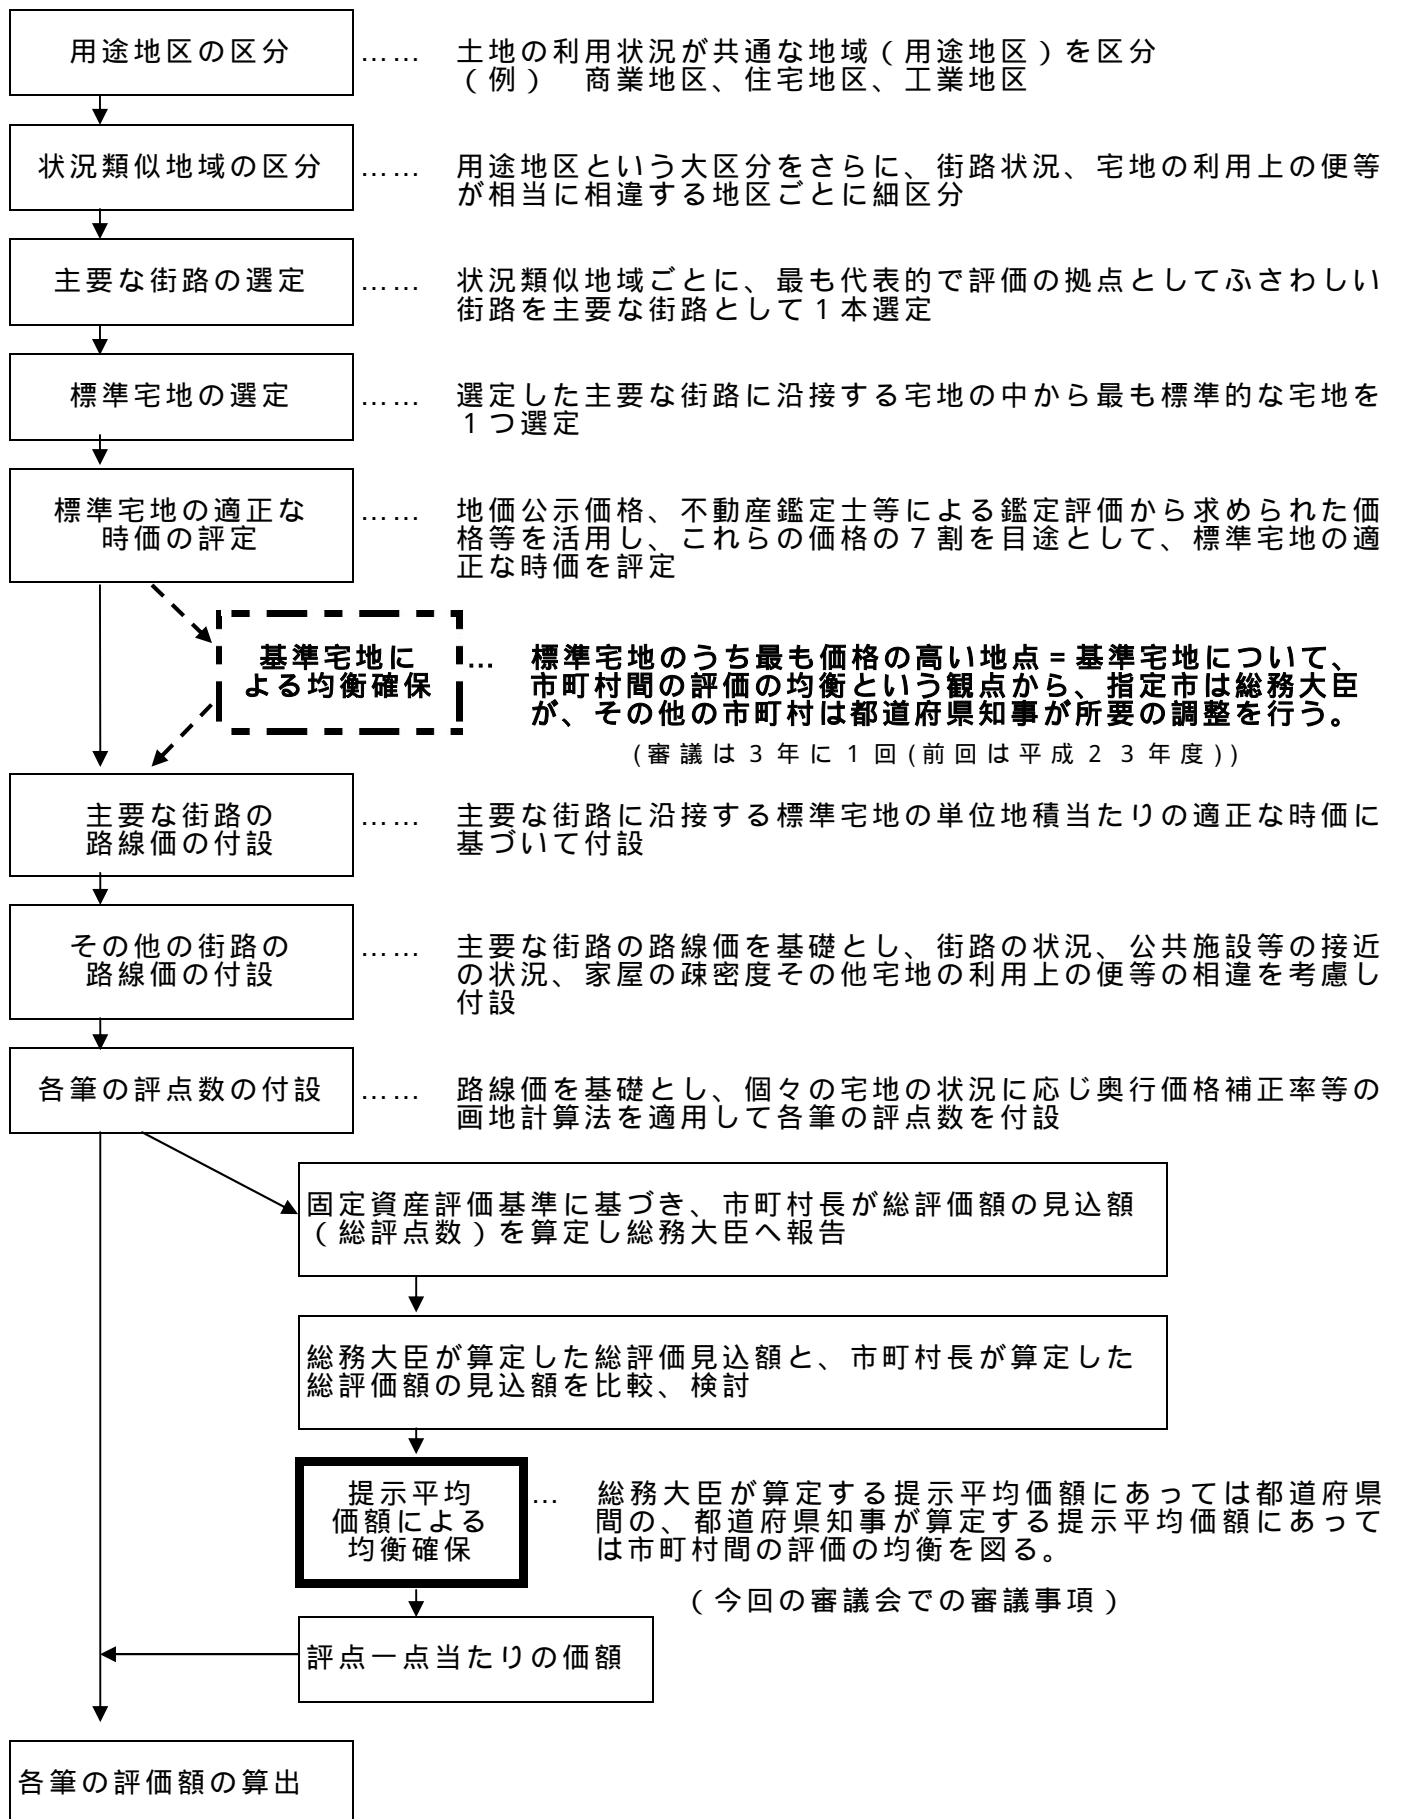 用途地区の区分 …… 土地の利用状況が共通な地域（用途地区）を区分
（例）　商業地区、住宅地区、工業地区
状況類似地域の区分 …… 用途地区という大区分をさらに、街路状況、宅地の利用上の便等
が相当に相違する地区ごとに細区分
主要な街路の選定 …… 状況類似地域ごとに、最も代表的で評価の拠点としてふさわしい
街路を主要な街路として１本選定
標準宅地の選定 …… 選定した主要な街路に沿接する宅地の中から最も標準的な宅地を
１つ選定
標準宅地の適正な
時価の評定
…… 地価公示価格、不動産鑑定士等による鑑定評価から求められた価
格等を活用し、これらの価格の７割を目途として、標準宅地の適
正な時価を評定
基準宅地に
よる均衡確保
… 標準宅地のうち最も価格の高い地点＝基準宅地について、
市町村間の評価の均衡という観点から、指定市は総務大臣
が、その他の市町村は都道府県知事が所要の調整を行う。
(審議は３年に１回(前回は平成２３年度))
主要な街路の
路線価の付設
…… 主要な街路に沿接する標準宅地の単位地積当たりの適正な時価に
基づいて付設
その他の街路の
路線価の付設
…… 主要な街路の路線価を基礎とし、街路の状況、公共施設等の接近
の状況、家屋の疎密度その他宅地の利用上の便等の相違を考慮し
付設
各筆の評点数の付設 …… 路線価を基礎とし、個々の宅地の状況に応じ奥行価格補正率等の
画地計算法を適用して各筆の評点数を付設
固定資産評価基準に基づき、市町村長が総評価額の見込額
（総評点数）を算定し総務大臣へ報告
総務大臣が算定した総評価見込額と、市町村長が算定した
総評価額の見込額を比較、検討
提示平均
価額による
均衡確保
… 総務大臣が算定する提示平均価額にあっては都道府県
間の、都道府県知事が算定する提示平均価額にあって
は市町村間の評価の均衡を図る。
（今回の審議会での審議事項）
評点一点当たりの価額
各筆の評価額の算出